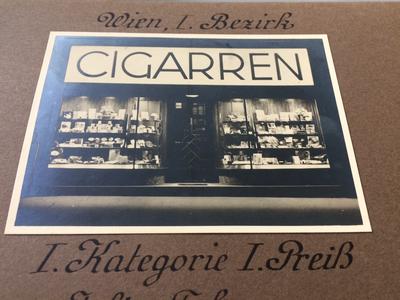 Wien, I. Bezirk
CIGARREN
I. Kategorie I. Preiß